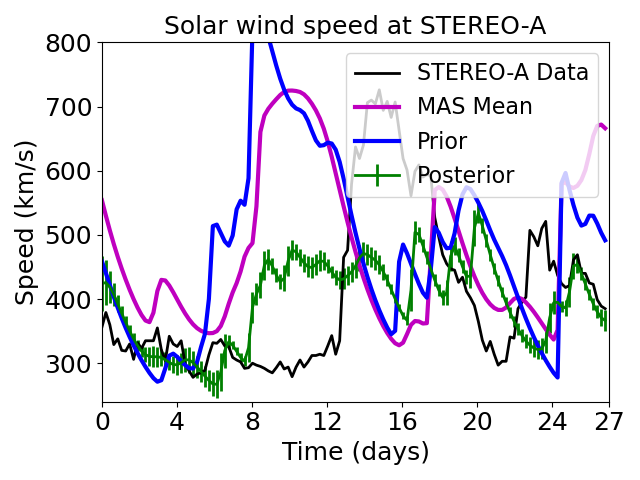 Solar wind speed at STEREO-A
Speed (km/s)
800
700
600
500
400
300
STEREO-A Data
MAS Mean
Prior
Posterior
0 4 8 12 16 20 24 27
Time (days)